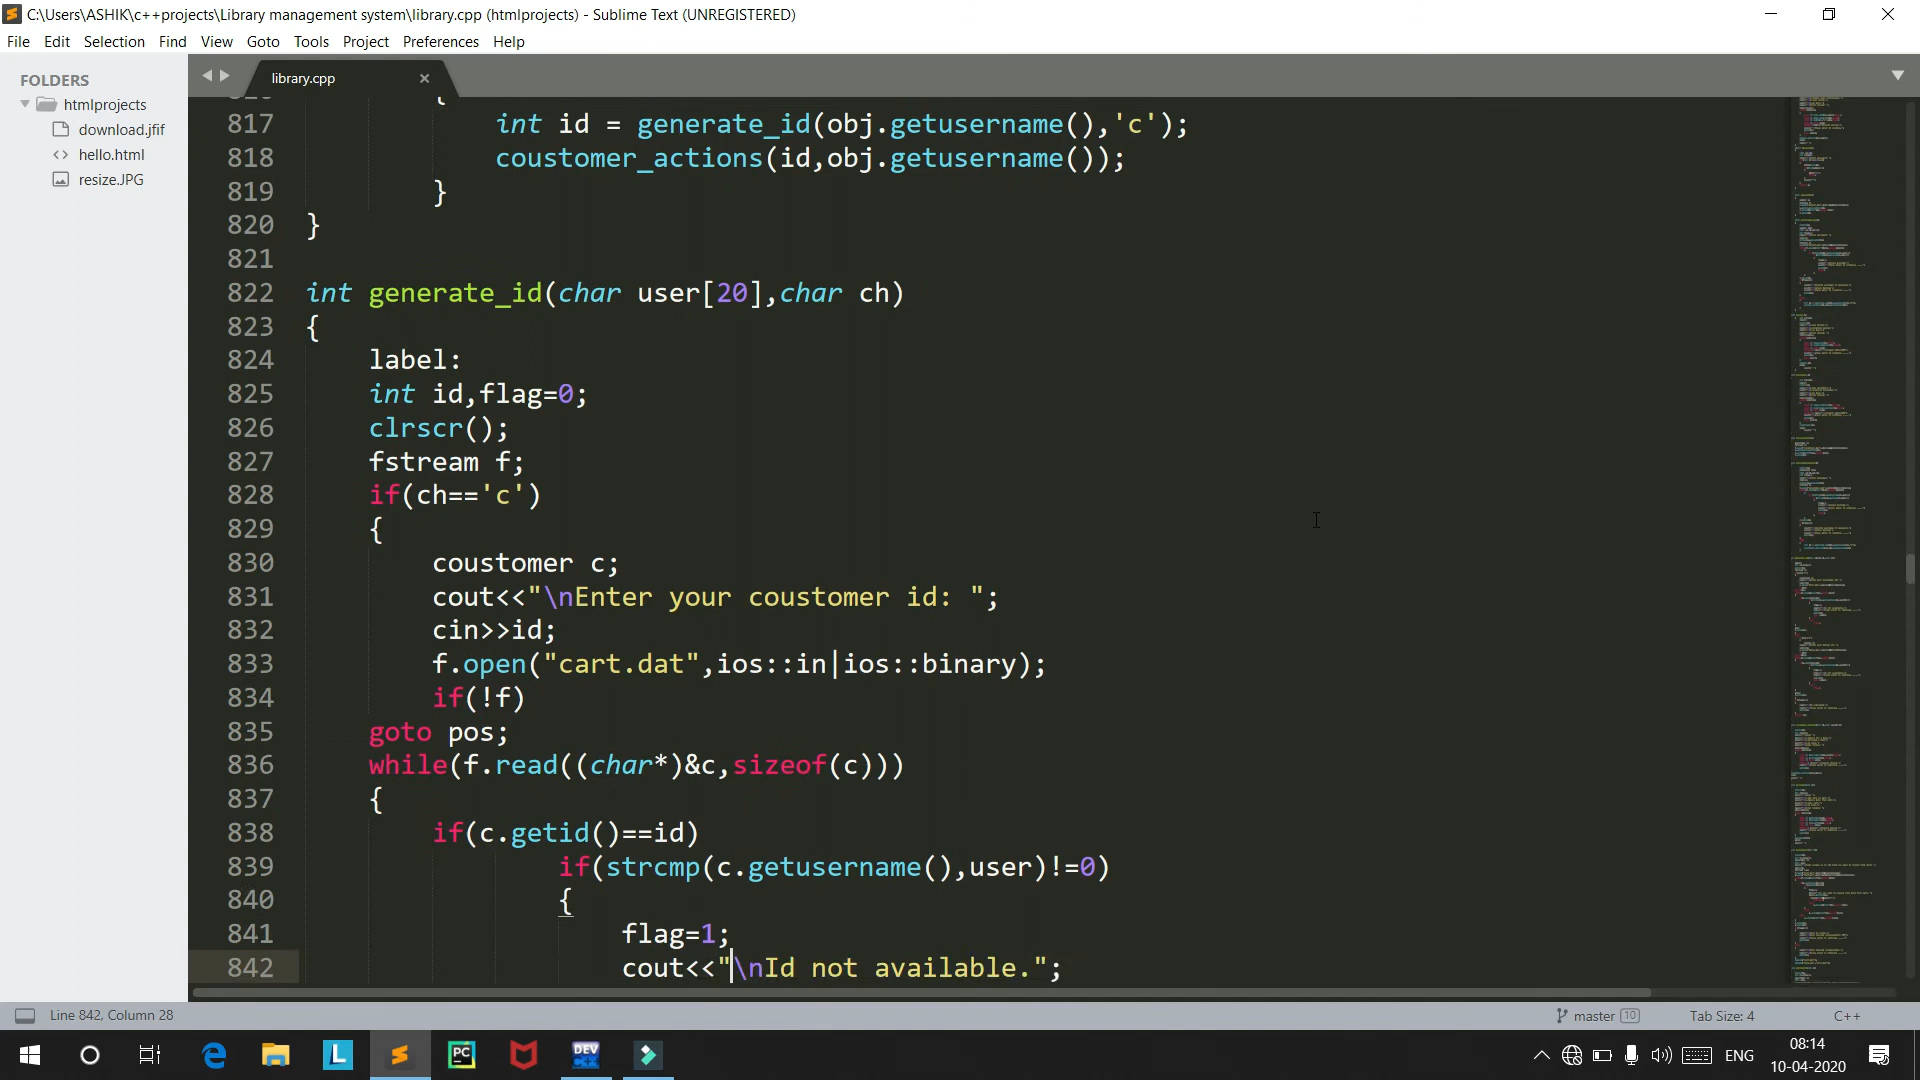 C:\Users\ASHIK\c++projects\Library management system\library.cpp (htmlprojects) - Sublime Text (UNREGISTERED)
File Edit Selection Find View Goto Tools Project Preferences Help
FOLDERS
htmlprojects
download.jfif
hello.html
resize.JPG
library.cpp
{
817 int id = generate_id(obj.getusername(),'c');
818 coustomer_actions(id,obj.getusername());
819 }
820 }
821
822 int generate_id(char user[20],char ch)
823 {
824 label:
825 int id,flag=0;
826 clrscr();
827 fstream f;
828 if(ch=='c')
829 {
830 coustomer c;
831 cout<<"\nEnter your coustomer id: ";
832 cin>>id;
833 f.open("cart.dat",ios::in|ios::binary);
834 if(!f)
835 goto pos;
836 while(f.read((char*)&c,sizeof(c)))
837 {
838 if(c.getid()==id)
839 if(strcmp(c.getusername(),user)!=0)
840 {
841 flag=1;
842 cout<<"\nId not available.";
Line 842, Column 28
master 10
Tab Size: 4
C++
L
PC
DEV C++
ENG
08:14
10-04-2020